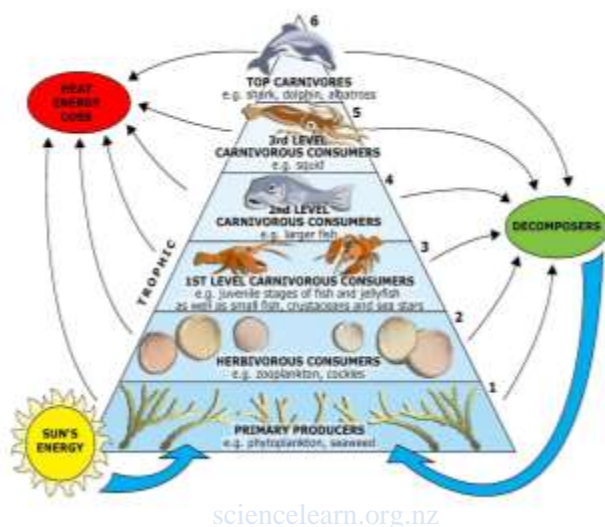 6
TOP CARNIVORES
e.g. shark, dolphin, albatross
HEAT
ENERGY
LOSS
5
3rd LEVEL
CARNIVOROUS CONSUMERS
e.g. squid
4
2nd LEVEL
CARNIVOROUS CONSUMERS
e.g. larger fish
DECOMPOSERS
TROPHIC
3
1ST LEVEL CARNIVOROUS CONSUMERS
e.g. juvenile stages of fish and jellyfish
as well as small fish, crustaceans and sea stars
2
HERBIVOROUS CONSUMERS
e.g. zooplankton, cockles
1
PRIMARY PRODUCERS
e.g. phytoplankton, seaweed
SUN'S
ENERGY
sciencelearn.org.nz